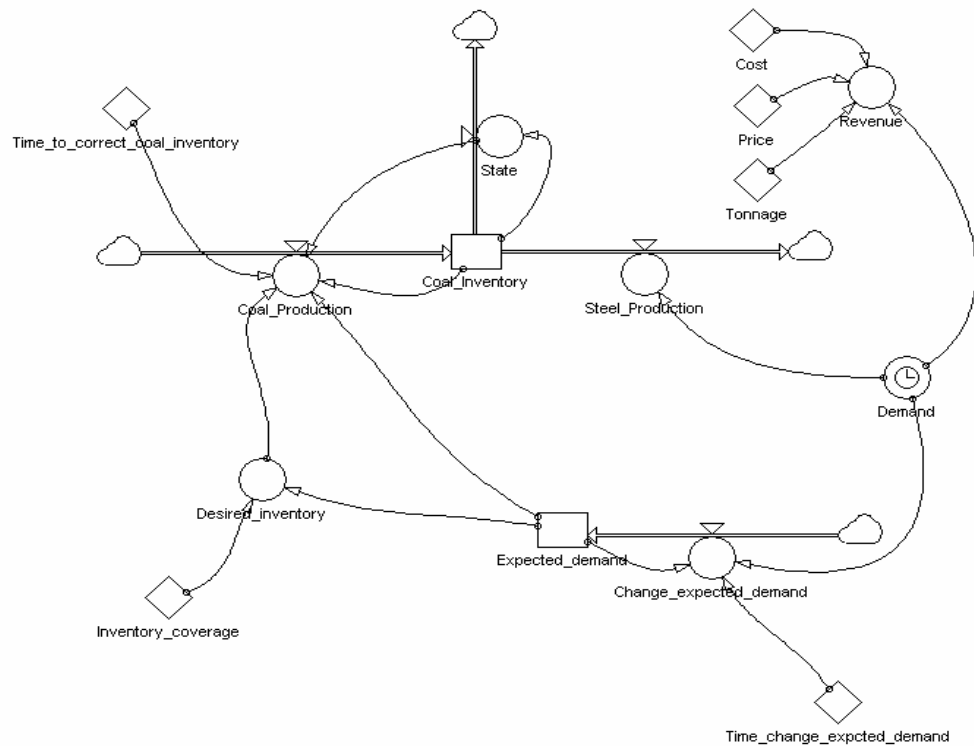 Cost
Time_to_correct_coal_inventory
Price
Revenue
State
Tonnage
Coal_Inventory
Coal_Production
Steel_Production
Demand
Desired_inventory
Expected_demand
Change_expected_demand
Inventory_coverage
Time_change_expcted_demand